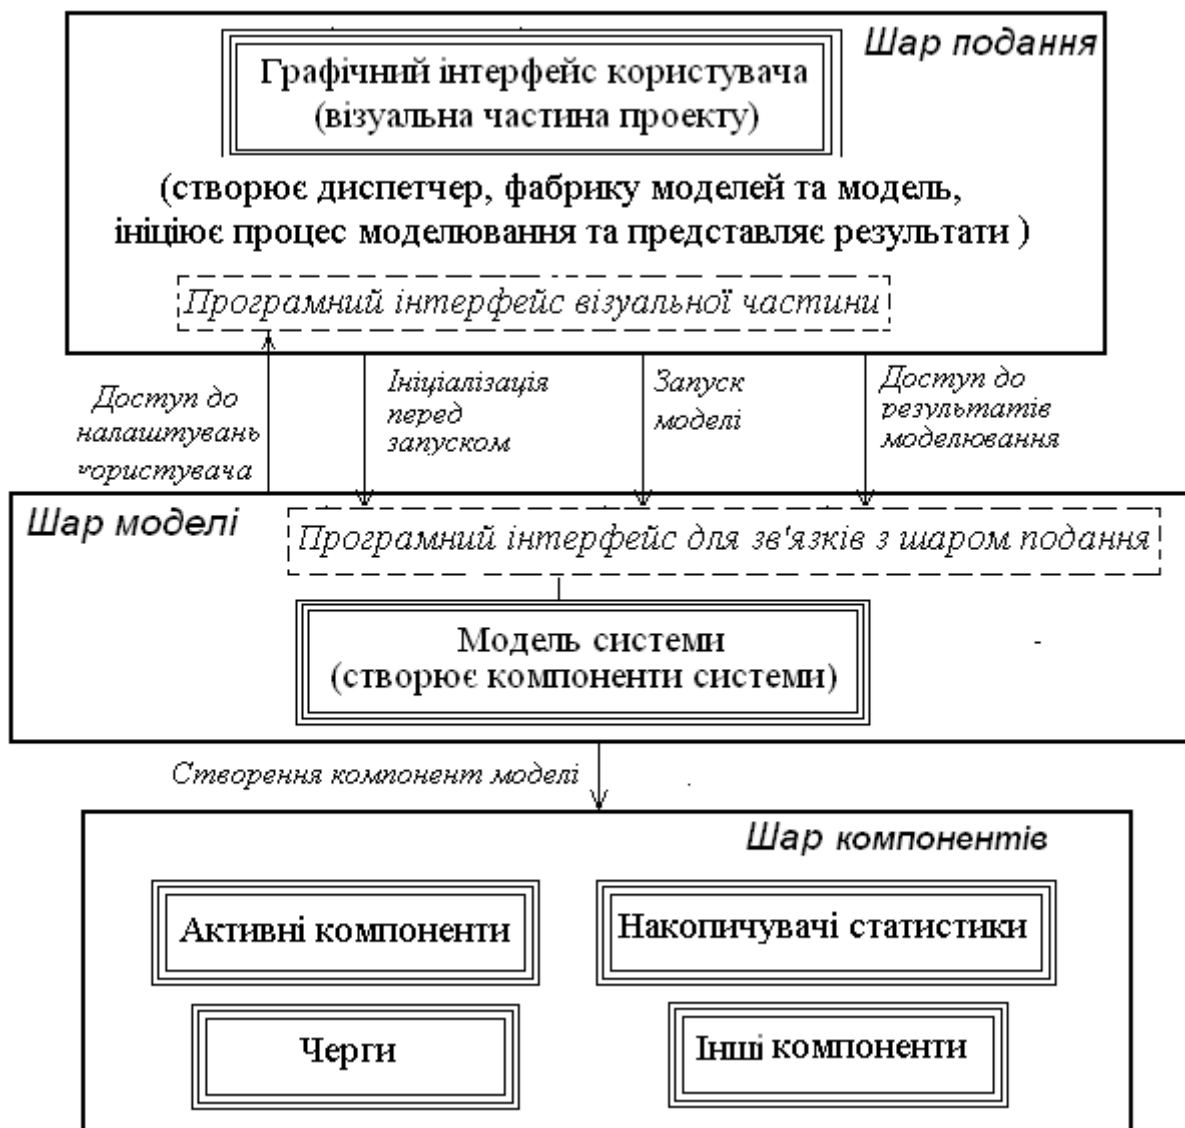 Шар подання
Графічний інтерфейс користувача
(візуальна частина проекту)
(створює диспетчер, фабрику моделей та модель,
ініціює процес моделювання та представляє результати )
Програмний інтерфейс візуальної частини
Доступ до
налаштувань
користувача
Ініціалізація
перед
запуском
Запуск
моделі
Доступ до
результатів
моделювання
Шар моделі
Програмний інтерфейс для зв'язків з шаром подання
Модель системи
(створює компоненти системи)
Створення компонент моделі
Шар компонентів
Активні компоненти
Накопичувачі статистики
Черги
Інші компоненти